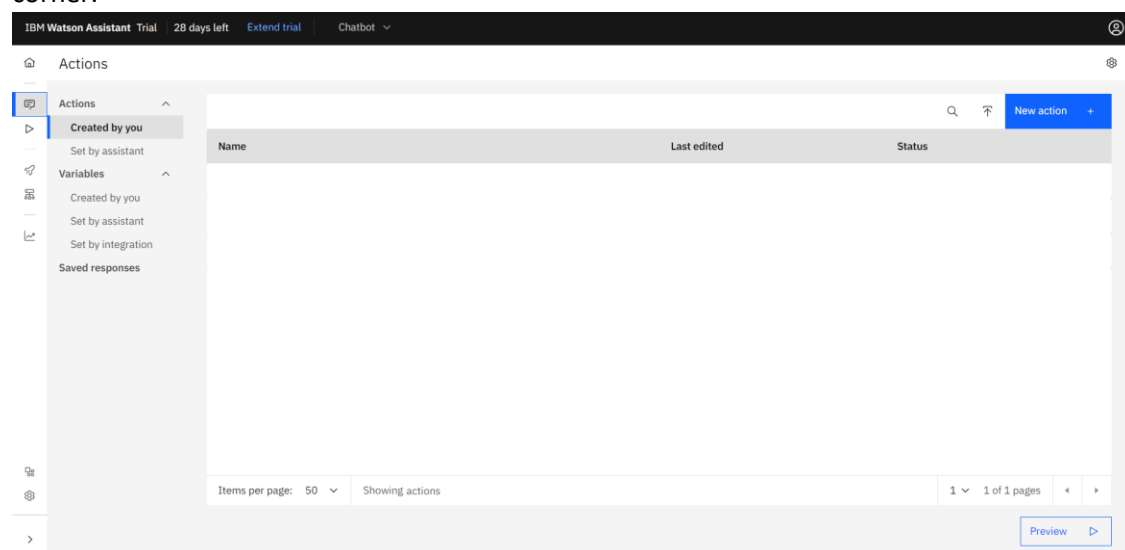 corner.
IBM Watson Assistant Trial 28 days left Extend trial Chatbot
Actions
Actions
Created by you
Set by assistant
Variables
Created by you
Set by assistant
Set by integration
Saved responses
New action +
Name Last edited Status
Items per page: 50 Showing actions 1 1 of 1 pages
Preview